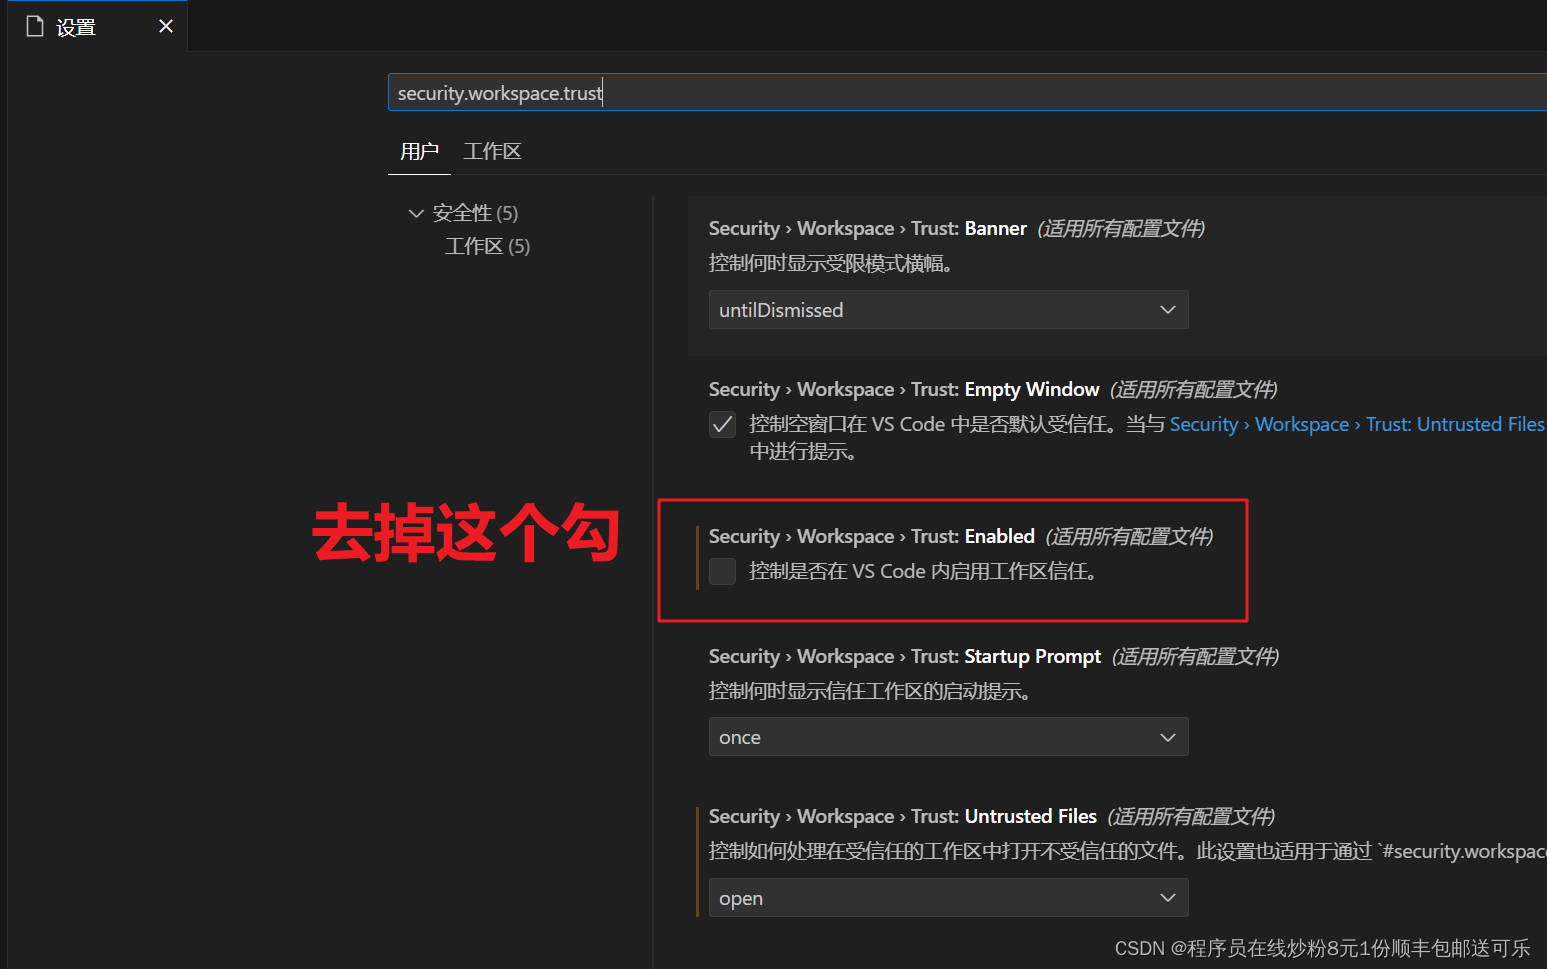 设置
security.workspace.trust
用户 工作区
安全性 (5)
工作区 (5)
Security › Workspace › Trust: Banner (适用所有配置文件)
控制何时显示受限模式横幅。
untilDismissed
Security › Workspace › Trust: Empty Window (适用所有配置文件)
控制空窗口在 VS Code 中是否默认受信任。当与 Security › Workspace › Trust: Untrusted Files
中进行提示。
去掉这个勾
Security › Workspace › Trust: Enabled (适用所有配置文件)
控制是否在 VS Code 内启用工作区信任。
Security › Workspace › Trust: Startup Prompt (适用所有配置文件)
控制何时显示信任工作区的启动提示。
once
Security › Workspace › Trust: Untrusted Files (适用所有配置文件)
控制如何处理在受信任的工作区中打开不受信任的文件。此设置也适用于通过 `#security.workspac
open
CSDN @程序员在线炒粉8元1份顺丰包邮送可乐